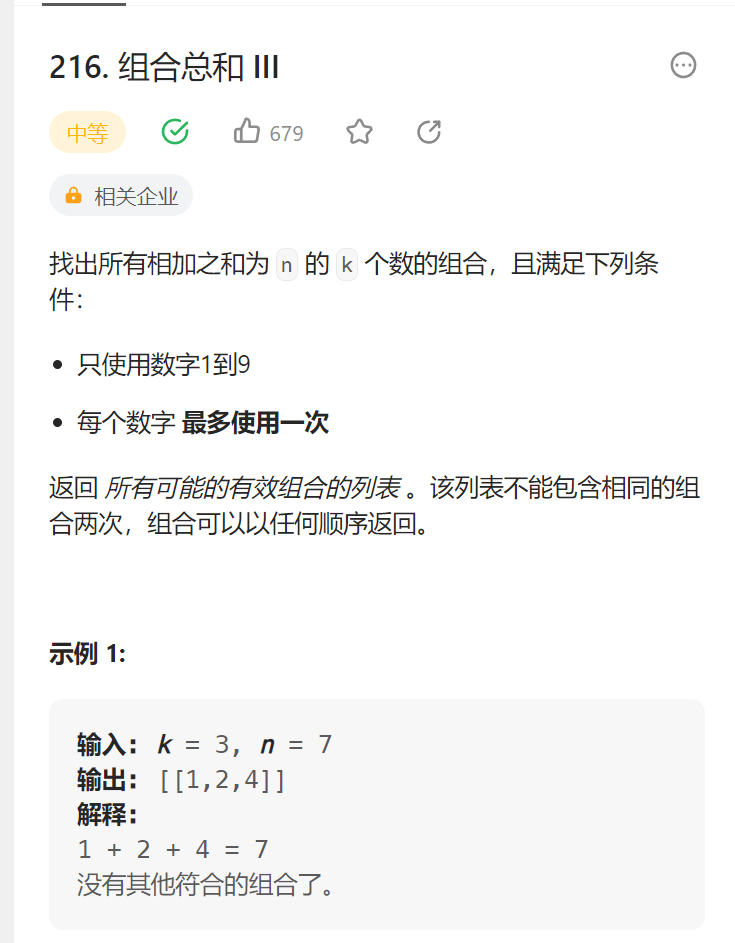 216. 组合总和 III
中等 679
相关企业
找出所有相加之和为 n 的 k 个数的组合，且满足下列条
件：
只使用数字1到9
每个数字 最多使用一次
返回 所有可能的有效组合的列表 。该列表不能包含相同的组
合两次，组合可以以任何顺序返回。
示例 1:
输入: k = 3, n = 7
输出: [[1,2,4]]
解释:
1 + 2 + 4 = 7
没有其他符合的组合了。